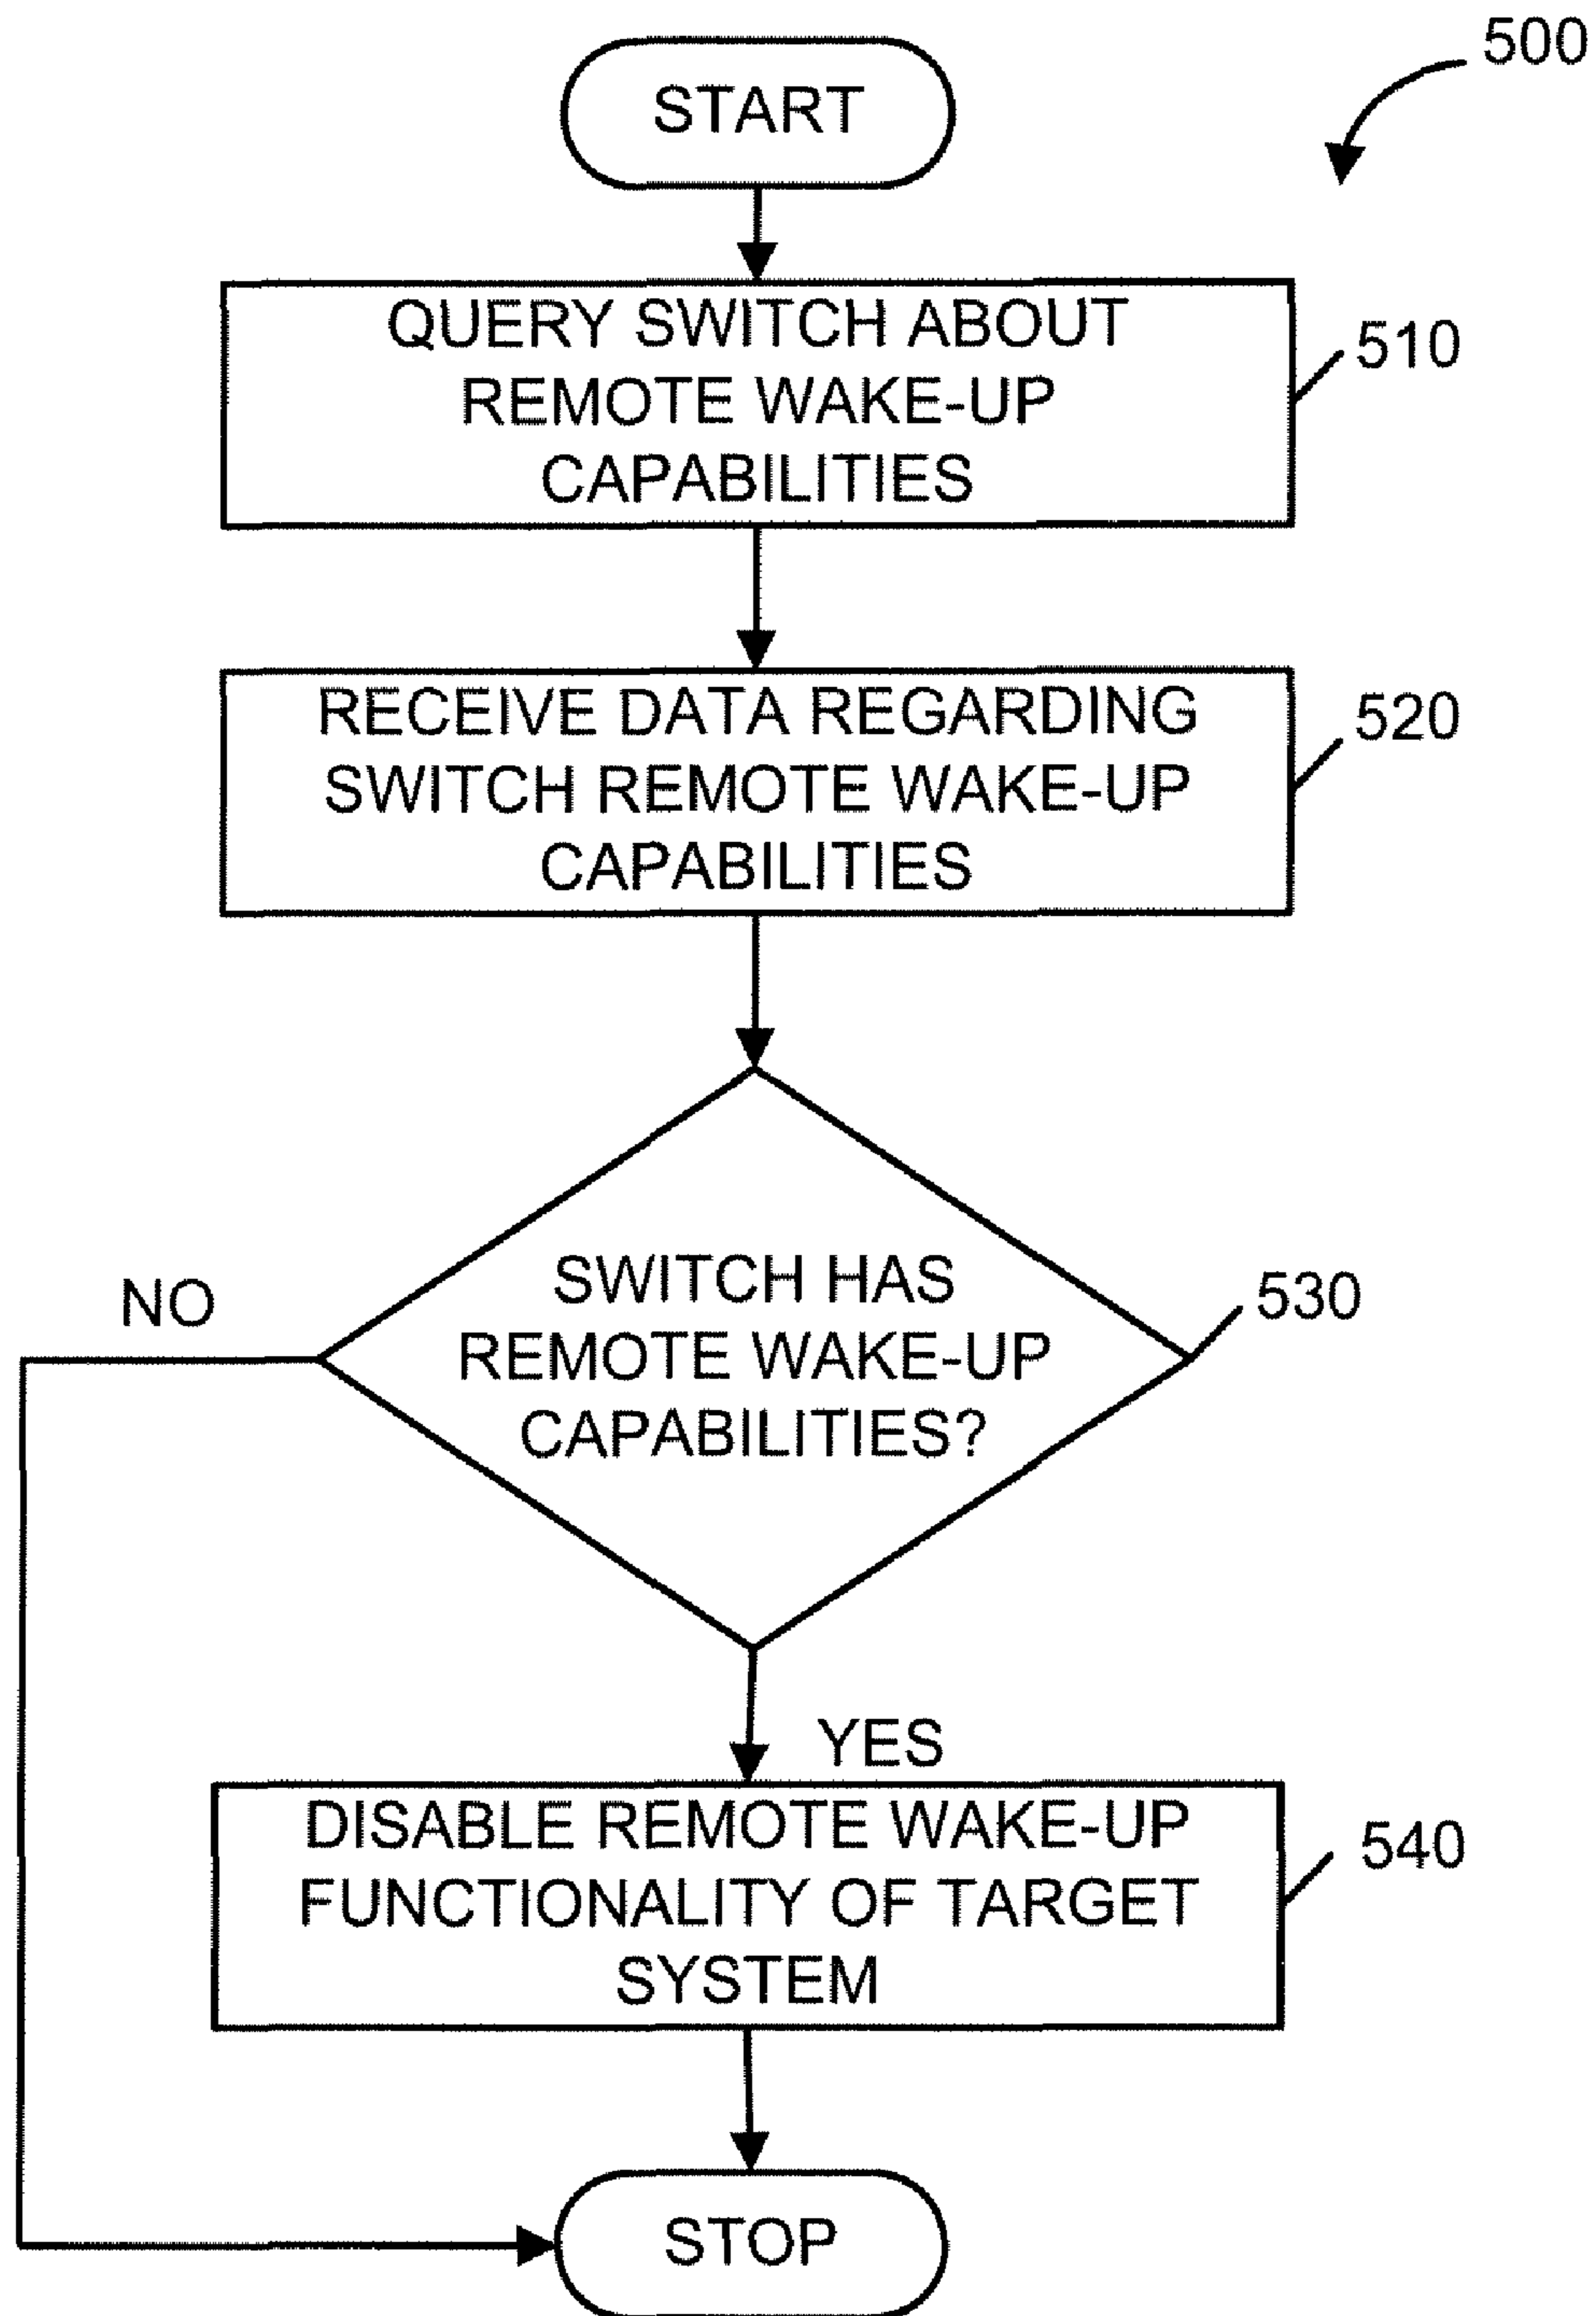 500
START
QUERY SWITCH ABOUT
REMOTE WAKE-UP
CAPABILITIES
510
RECEIVE DATA REGARDING
SWITCH REMOTE WAKE-UP
CAPABILITIES
520
SWITCH HAS
REMOTE WAKE-UP
CAPABILITIES?
530
NO
YES
DISABLE REMOTE WAKE-UP
FUNCTIONALITY OF TARGET
SYSTEM
540
STOP